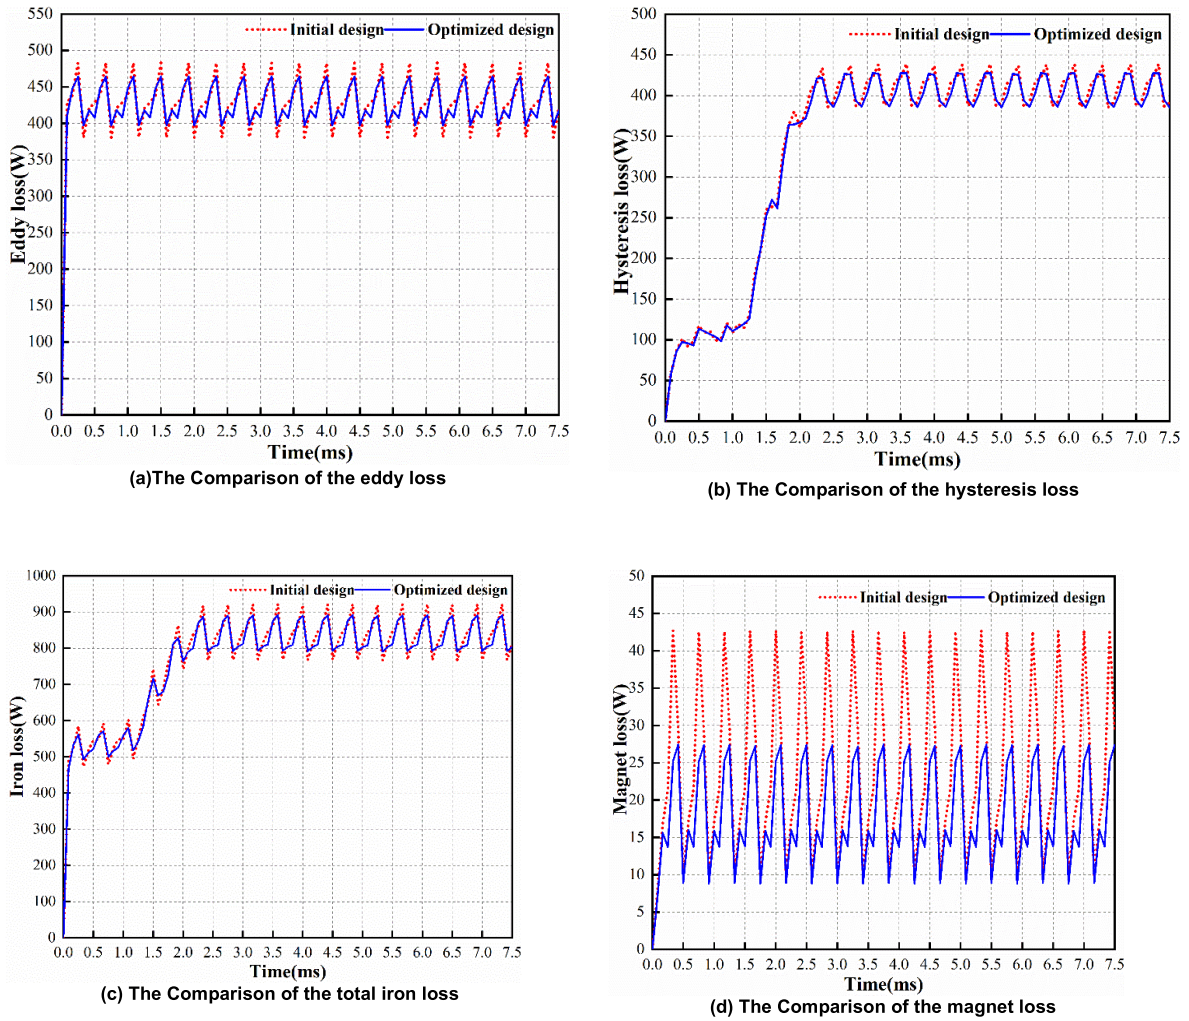 550
500
450
400
350
300
250
200
150
100
50
0
Eddy loss(W)
Initial design
Optimized design
0.0 0.5 1.0 1.5 2.0 2.5 3.0 3.5 4.0 4.5 5.0 5.5 6.0 6.5 7.0 7.5
Time(ms)
(a)The Comparison of the eddy loss
500
450
400
350
300
250
200
150
100
50
0
Hysteresis loss(W)
Initial design
Optimized design
0.0 0.5 1.0 1.5 2.0 2.5 3.0 3.5 4.0 4.5 5.0 5.5 6.0 6.5 7.0 7.5
Time(ms)
(b) The Comparison of the hysteresis loss
1000
900
800
700
600
500
400
300
200
100
0
Iron loss(W)
Initial design
Optimized design
0.0 0.5 1.0 1.5 2.0 2.5 3.0 3.5 4.0 4.5 5.0 5.5 6.0 6.5 7.0 7.5
Time(ms)
(c) The Comparison of the total iron loss
50
45
40
35
30
25
20
15
10
5
0
Magnet loss(W)
Initial design
Optimized design
0.0 0.5 1.0 1.5 2.0 2.5 3.0 3.5 4.0 4.5 5.0 5.5 6.0 6.5 7.0 7.5
Time(ms)
(d) The Comparison of the magnet loss